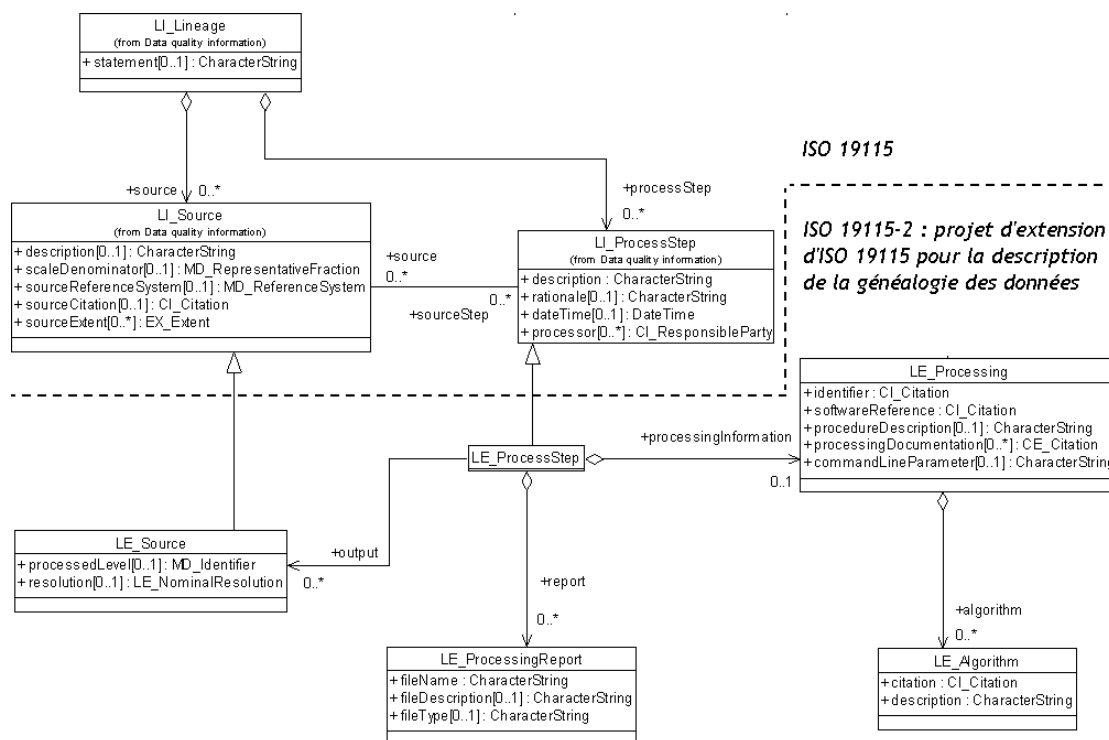 LI_Lineage
(from Data quality information)
+ statement[0..1] : CharacterString
ISO 19115
+source
0..*
+processStep
0..*
LI_Source
(from Data quality information)
+ description[0..1] : CharacterString
+ scaleDenominator[0..1] : MD_RepresentativeFraction
+ sourceReferenceSystem[0..1] : MD_ReferenceSystem
+ sourceCitation[0..1] : CI_Citation
+ sourceExtent[0..*] : EX_Extent
+source
0..*
0..*
+sourceStep
LI_ProcessStep
(from Data quality information)
+ description : CharacterString
+ rationale[0..1] : CharacterString
+ dateTime[0..1] : DateTime
+ processor[0..*] : CI_ResponsibleParty
ISO 19115-2 : projet d'extension
d'ISO 19115 pour la description
de la généalogie des données
LE_Processing
+ identifier : CI_Citation
+ softwareReference : CI_Citation
+ procedureDescription[0..1] : CharacterString
+ processingDocumentation[0..*] : CE_Citation
+ commandLineParameter[0..1] : CharacterString
LE_ProcessStep
+processingInformation
0..1
LE_Source
+ processedLevel[0..1] : MD_Identifier
+ resolution[0..1] : LE_NominalResolution
+output
0..*
+report
0..*
+algorithm
0..*
LE_ProcessingReport
+ fileName : CharacterString
+ fileDescription[0..1] : CharacterString
+ fileType[0..1] : CharacterString
LE_Algorithm
+ citation : CI_Citation
+ description : CharacterString